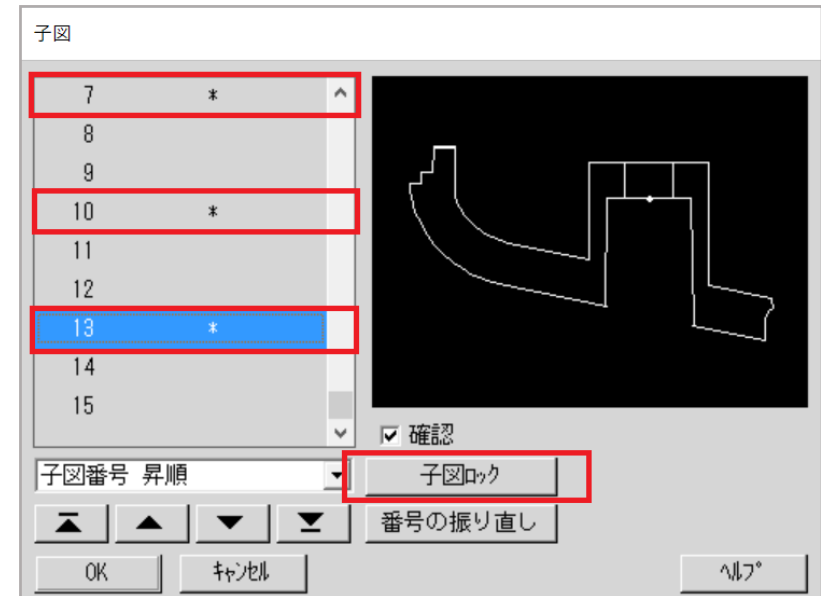 子図
7 *
8
9
10 *
11
12
13 *
14
15
確認
子図番号 昇順
子図ﾛｯｸ
番号の振り直し
OK
ｷｬﾝｾﾙ
ﾍﾙﾌﾟ